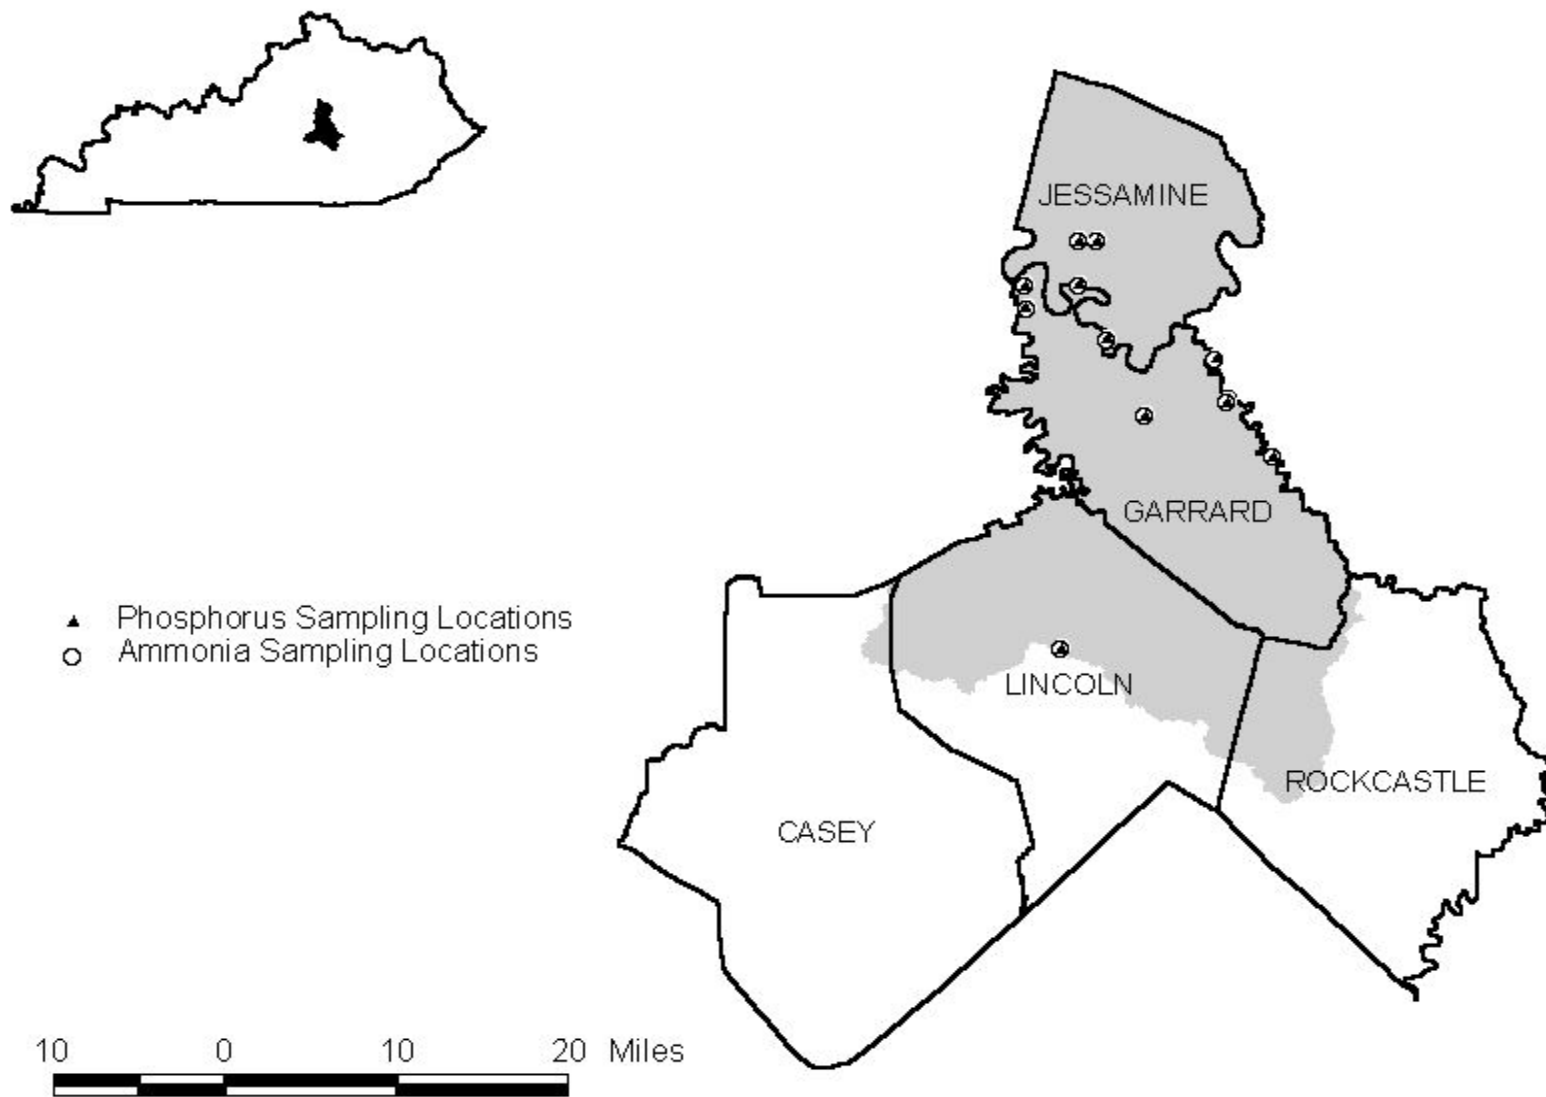 JESSAMINE
GARRARD
Phosphorus Sampling Locations
Ammonia Sampling Locations
LINCOLN
ROCKCASTLE
CASEY
10 0 10 20 Miles